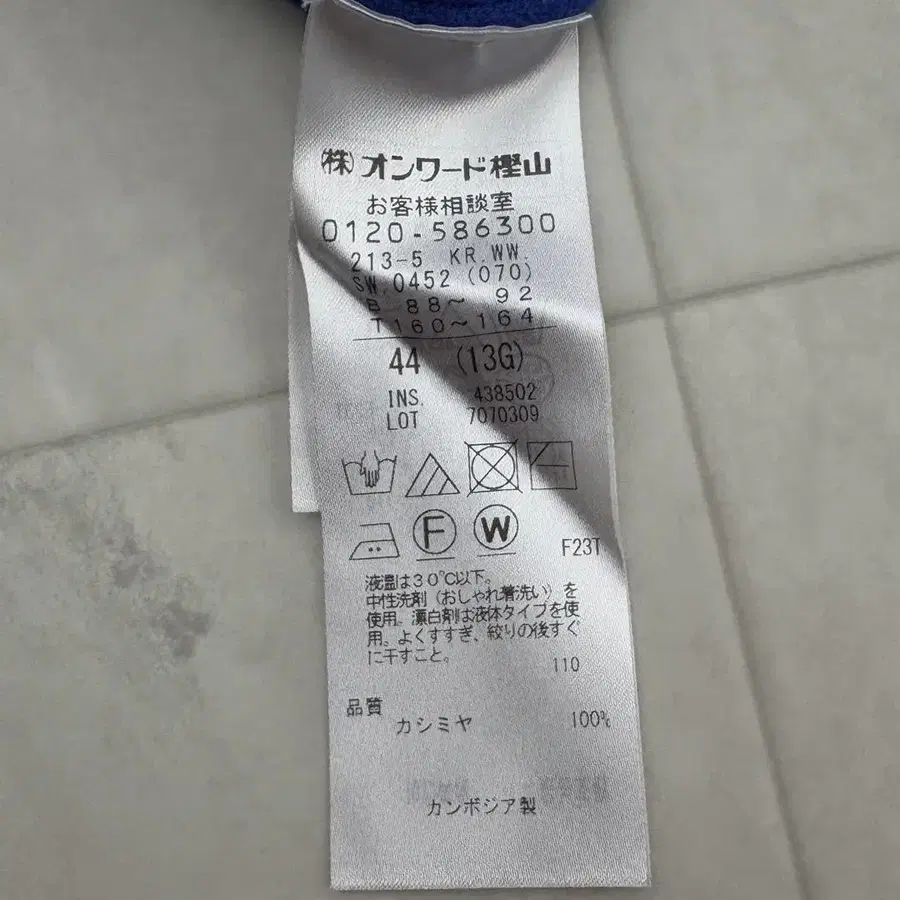 (株)オンワード樫山
お客様相談室
0120-586300
213-5 KR.WW.
SW.0452 (070)
B 88～ 92
T 160～164
44 (13G)
INS. 438502
LOT 7070309
F W F23T
液温は30℃以下。
中性洗剤（おしゃれ着洗い）を
使用。漂白剤は液体タイプを使
用。よくすすぎ、絞りの後すぐ
に干すこと。
110
品質
カシミヤ 100%
カンボジア製